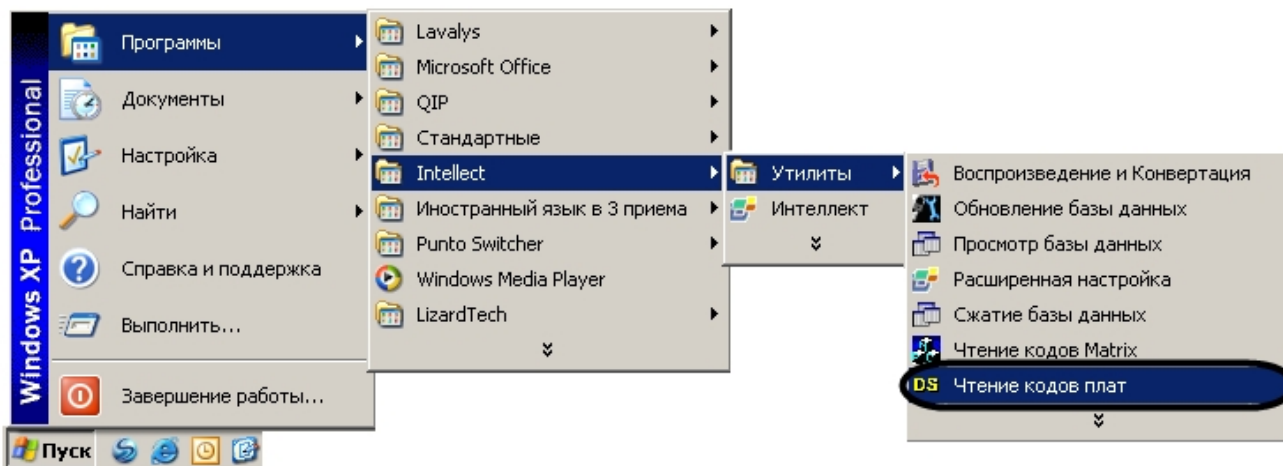 Windows XP Professional
Программы
Документы
Настройка
Найти
Справка и поддержка
Выполнить...
Завершение работы...
Пуск
Lavalys
Microsoft Office
QIP
Стандартные
Intellect
Иностранный язык в 3 приема
Punto Switcher
Windows Media Player
LizardTech
Утилиты
Интеллект
Воспроизведение и Конвертация
Обновление базы данных
Просмотр базы данных
Расширенная настройка
Сжатие базы данных
Чтение кодов Matrix
DS Чтение кодов плат